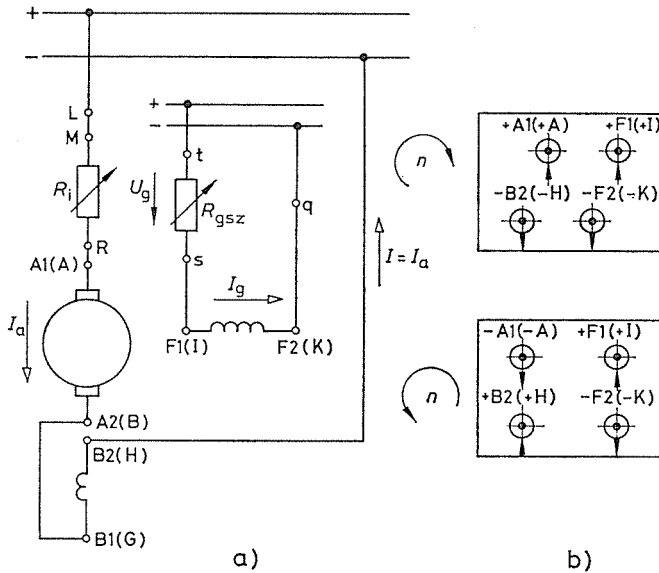 +
−
L
M
R_i
R
A1(A)
I_a
A2(B)
B2(H)
B1(G)
+
−
t
U_g
R_gsz
s
q
I_g
F1(I)
F2(K)
I = I_a
a)
n
+A1(+A) +F1(+I)
−B2(−H) −F2(−K)
n
−A1(−A) +F1(+I)
+B2(+H) −F2(−K)
b)